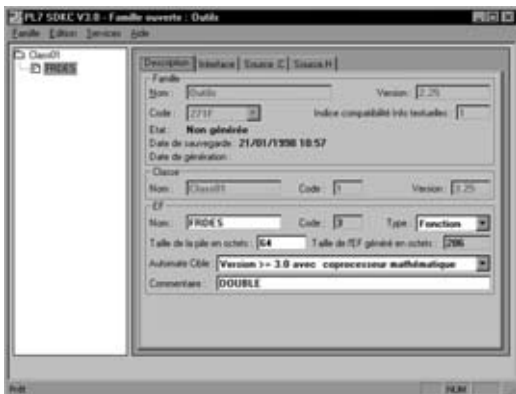 PL7 SDKC V3.0 - Famille ouverte : Outils
Famille Edition Services Aide
Class01
FRDES
Description Interface Source C Source H
Famille
Nom : Outils Version : 2.25
Code : 271F Indice compatibilité Info textuelles : 1
Etat : Non générée
Date de sauvegarde : 21/01/1998 10:57
Date de génération :
Classe
Nom : Class01 Code : 1 Version : 3.25
EF
Nom : FRDES Code : 3 Type : Fonction
Taille de la pile en octets : 64 Taille de l'EF généré en octets : 206
Automate Cible : Version >= 3.0 avec coprocesseur mathématique
Commentaire : DOUBLE
Prêt NUM